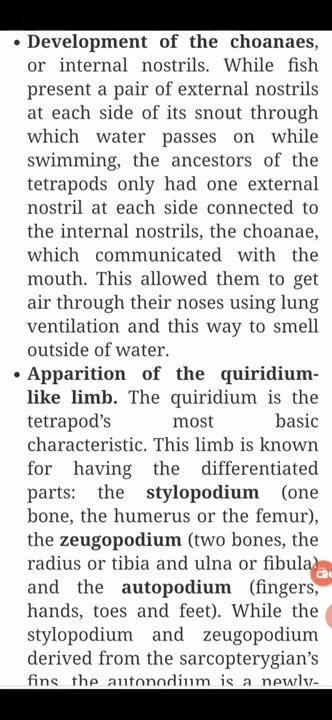 • Development of the choanaes,
or internal nostrils. While fish
present a pair of external nostrils
at each side of its snout through
which water passes on while
swimming, the ancestors of the
tetrapods only had one external
nostril at each side connected to
the internal nostrils, the choanae,
which communicated with the
mouth. This allowed them to get
air through their noses using lung
ventilation and this way to smell
outside of water.
• Apparition of the quiridium-
like limb. The quiridium is the
tetrapod’s most basic
characteristic. This limb is known
for having the differentiated
parts: the stylopodium (one
bone, the humerus or the femur),
the zeugopodium (two bones, the
radius or tibia and ulna or fibula)
and the autopodium (fingers,
hands, toes and feet). While the
stylopodium and zeugopodium
derived from the sarcopterygian’s
fins, the autopodium is a newly-